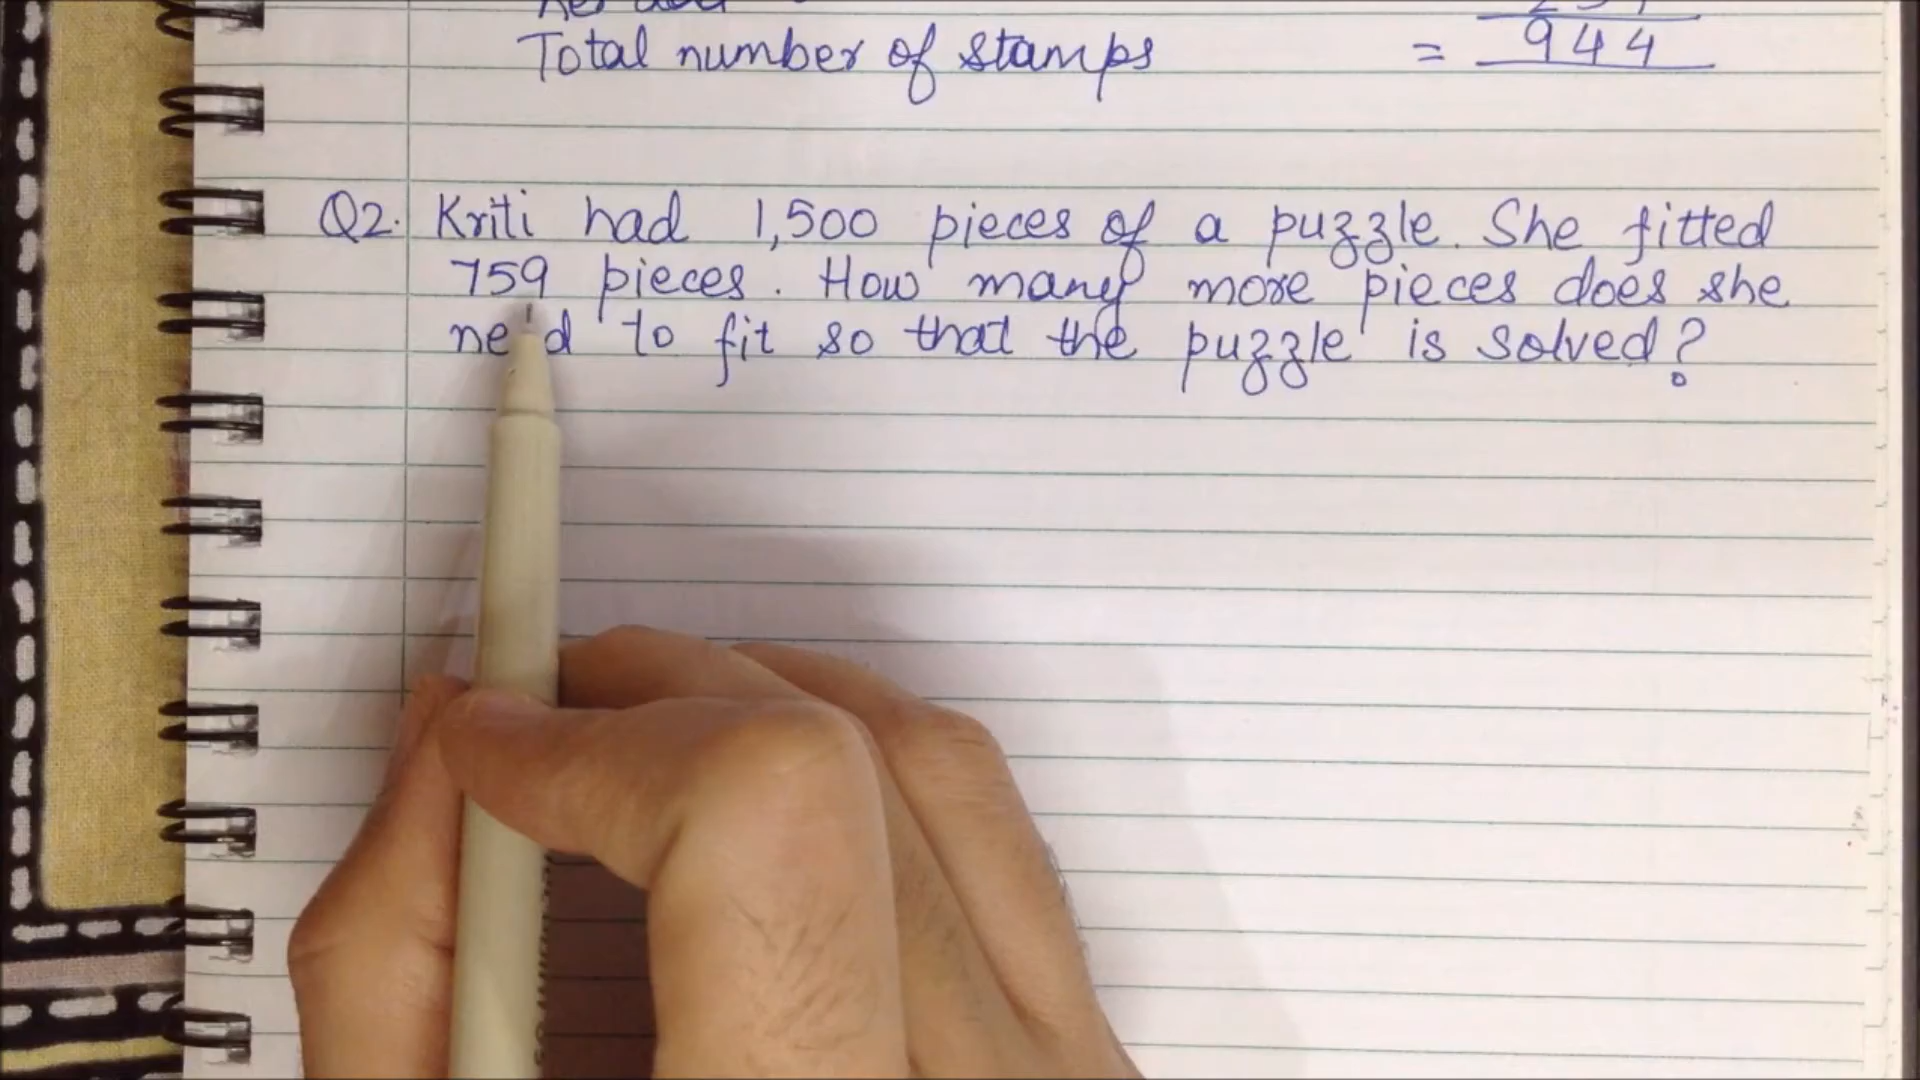 Total number of stamps = 944
Q2. Kriti had 1,500 pieces of a puzzle. She fitted
759 pieces. How many more pieces does she
need to fit so that the puzzle is solved?